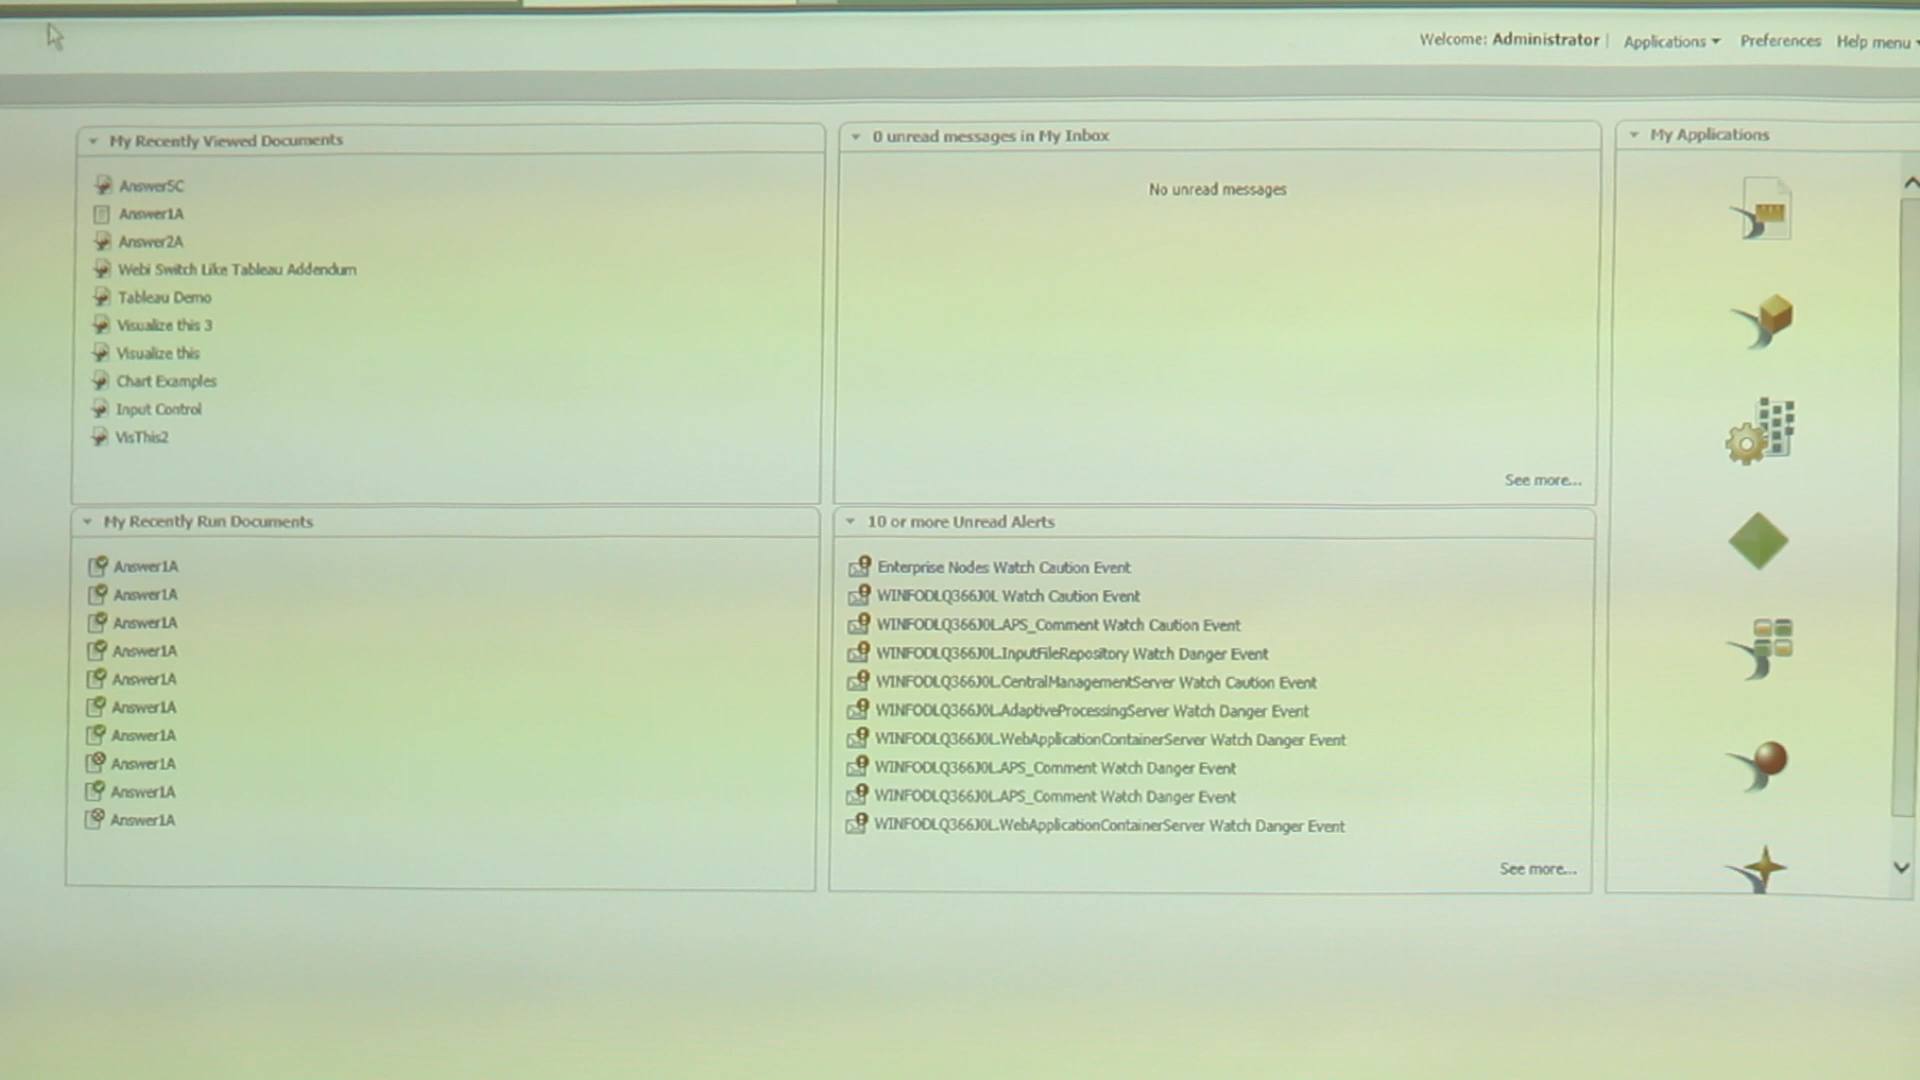 Welcome: Administrator | Applications Preferences Help menu
My Recently Viewed Documents
Answer5C
Answer1A
Answer2A
Webi Switch Like Tableau Addendum
Tableau Demo
Visualize this 3
Visualize this
Chart Examples
Input Control
VisThis2
0 unread messages in My Inbox
No unread messages
See more...
My Applications
My Recently Run Documents
Answer1A
Answer1A
Answer1A
Answer1A
Answer1A
Answer1A
Answer1A
Answer1A
Answer1A
Answer1A
10 or more Unread Alerts
Enterprise Nodes Watch Caution Event
WINFODLQ366J0L Watch Caution Event
WINFODLQ366J0L.APS_Comment Watch Caution Event
WINFODLQ366J0L.InputFileRepository Watch Danger Event
WINFODLQ366J0L.CentralManagementServer Watch Caution Event
WINFODLQ366J0L.AdaptiveProcessingServer Watch Danger Event
WINFODLQ366J0L.WebApplicationContainerServer Watch Danger Event
WINFODLQ366J0L.APS_Comment Watch Danger Event
WINFODLQ366J0L.APS_Comment Watch Danger Event
WINFODLQ366J0L.WebApplicationContainerServer Watch Danger Event
See more...